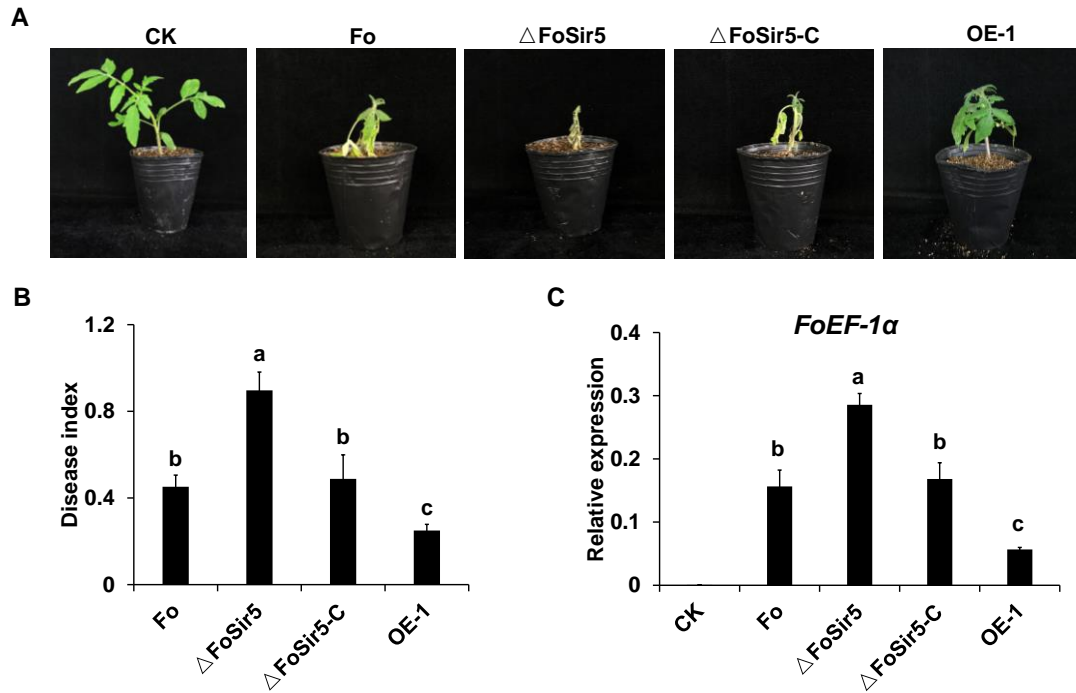 A
CK
Fo
△FoSir5
△FoSir5-C
OE-1
B
Disease index
1.2
0.8
0.4
0
a
b
b
c
Fo
△FoSir5
△FoSir5-C
OE-1
C
FoEF-1α
Relative expression
0.4
0.3
0.2
0.1
0
a
b
b
c
CK
Fo
△FoSir5
△FoSir5-C
OE-1